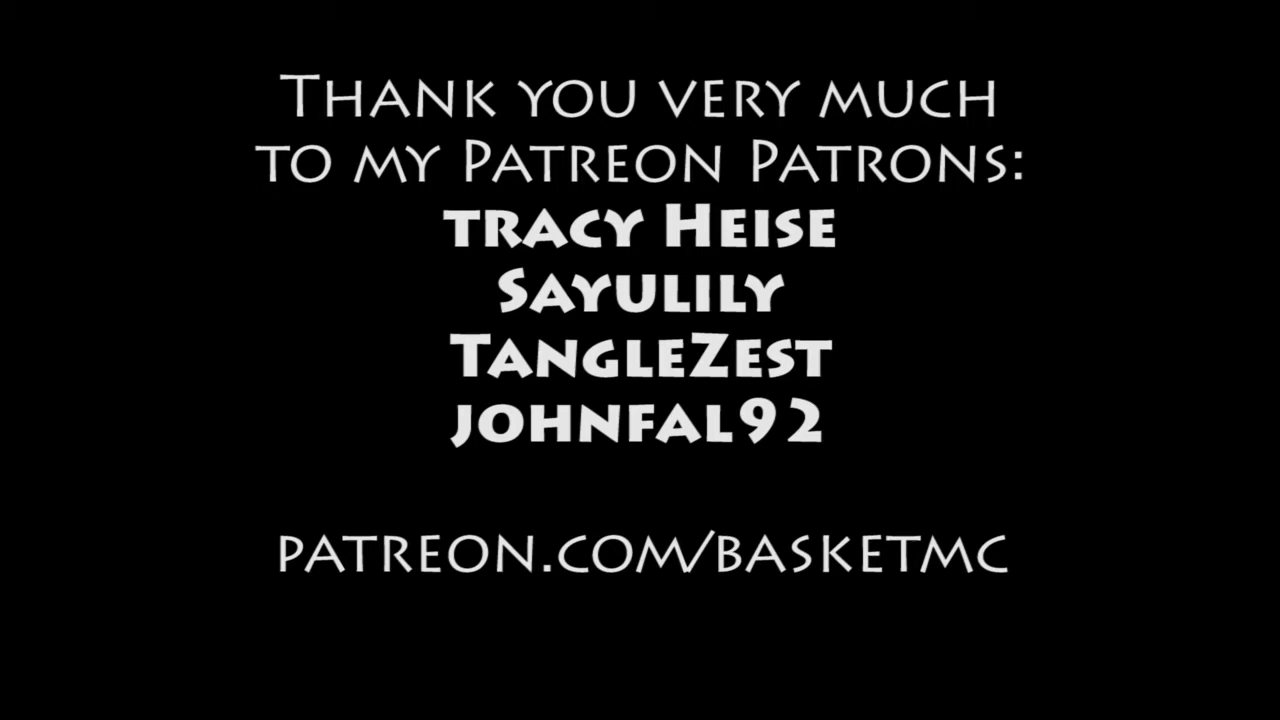 Thank you very much
to my Patreon Patrons:
tracy Heise
Sayulily
TangleZest
johnfal92
patreon.com/basketmc